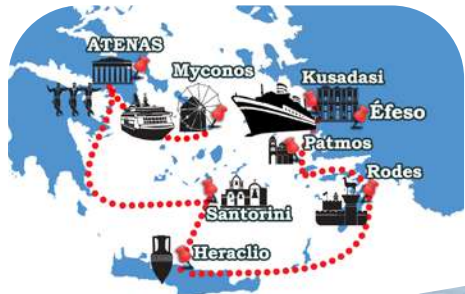 ATENAS
Myconos
Kusadasi
Éfeso
Pátmos
Rodes
Santorini
Heraclio